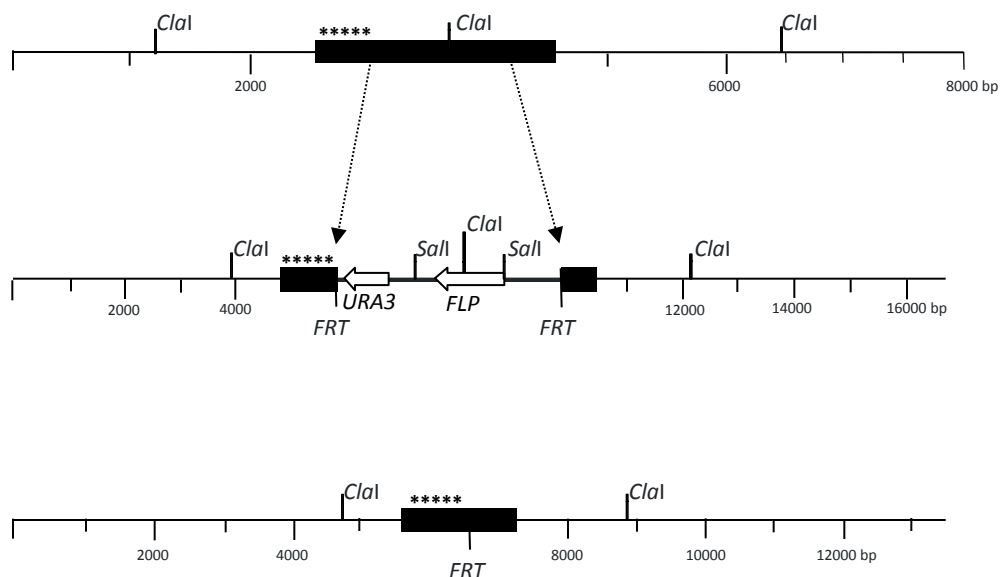 ClaI ClaI ClaI
*****
2000 6000 8000 bp
ClaI
ClaI SalI SalI ClaI
*****
URA3 FLP
2000 4000 12000 14000 16000 bp
FRT FRT
ClaI ClaI
*****
2000 4000 8000 10000 12000 bp
FRT